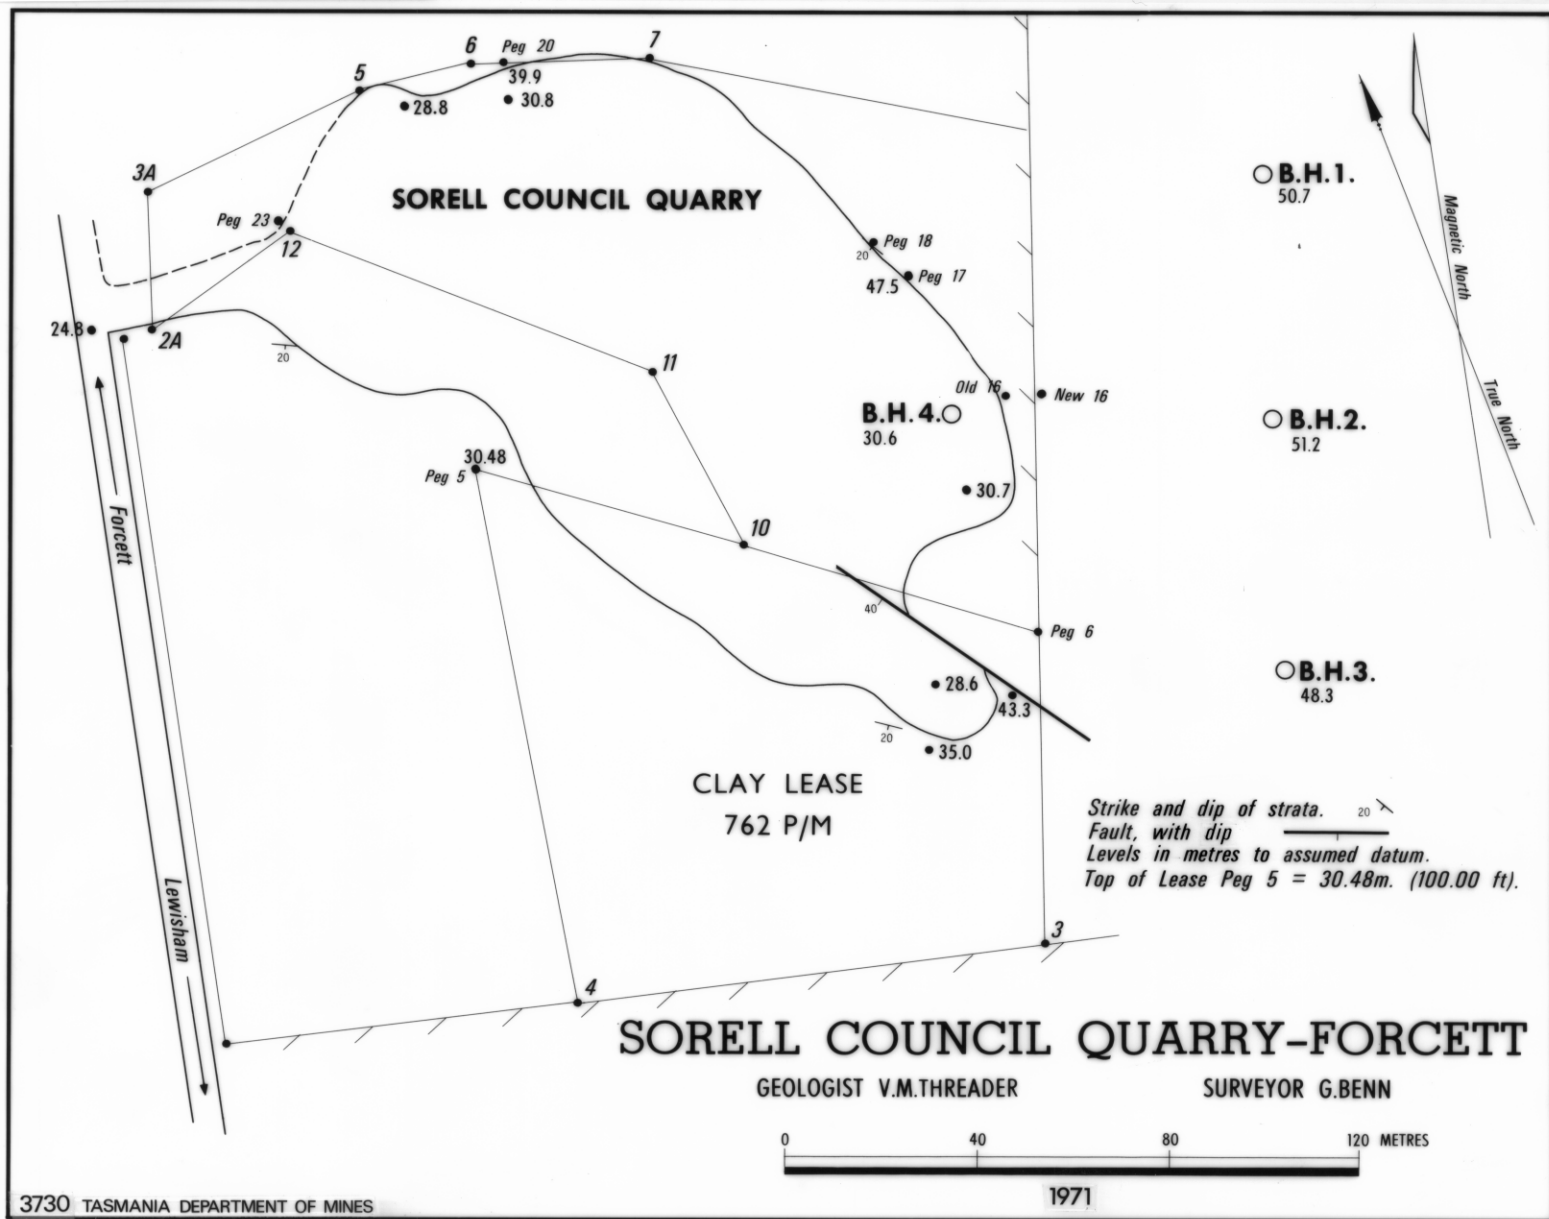 6
Peg 20
7
39.9
5
28.8
30.8
3A
SORELL COUNCIL QUARRY
B.H.1.
50.7
Peg 23
12
Magnetic North
Peg 18
20
47.5
Peg 17
24.8
2A
20
11
Old 16
New 16
True North
B.H.4.
30.6
B.H.2.
51.2
30.48
Peg 5
30.7
Forcett
10
40
Peg 6
28.6
43.3
B.H.3.
48.3
20
35.0
CLAY LEASE
762 P/M
Strike and dip of strata. 20
Fault, with dip
Levels in metres to assumed datum.
Top of Lease Peg 5 = 30.48m. (100.00 ft).
Lewisham
3
4
SORELL COUNCIL QUARRY–FORCETT
GEOLOGIST V.M.THREADER SURVEYOR G.BENN
0 40 80 120 METRES
1971
3730 TASMANIA DEPARTMENT OF MINES